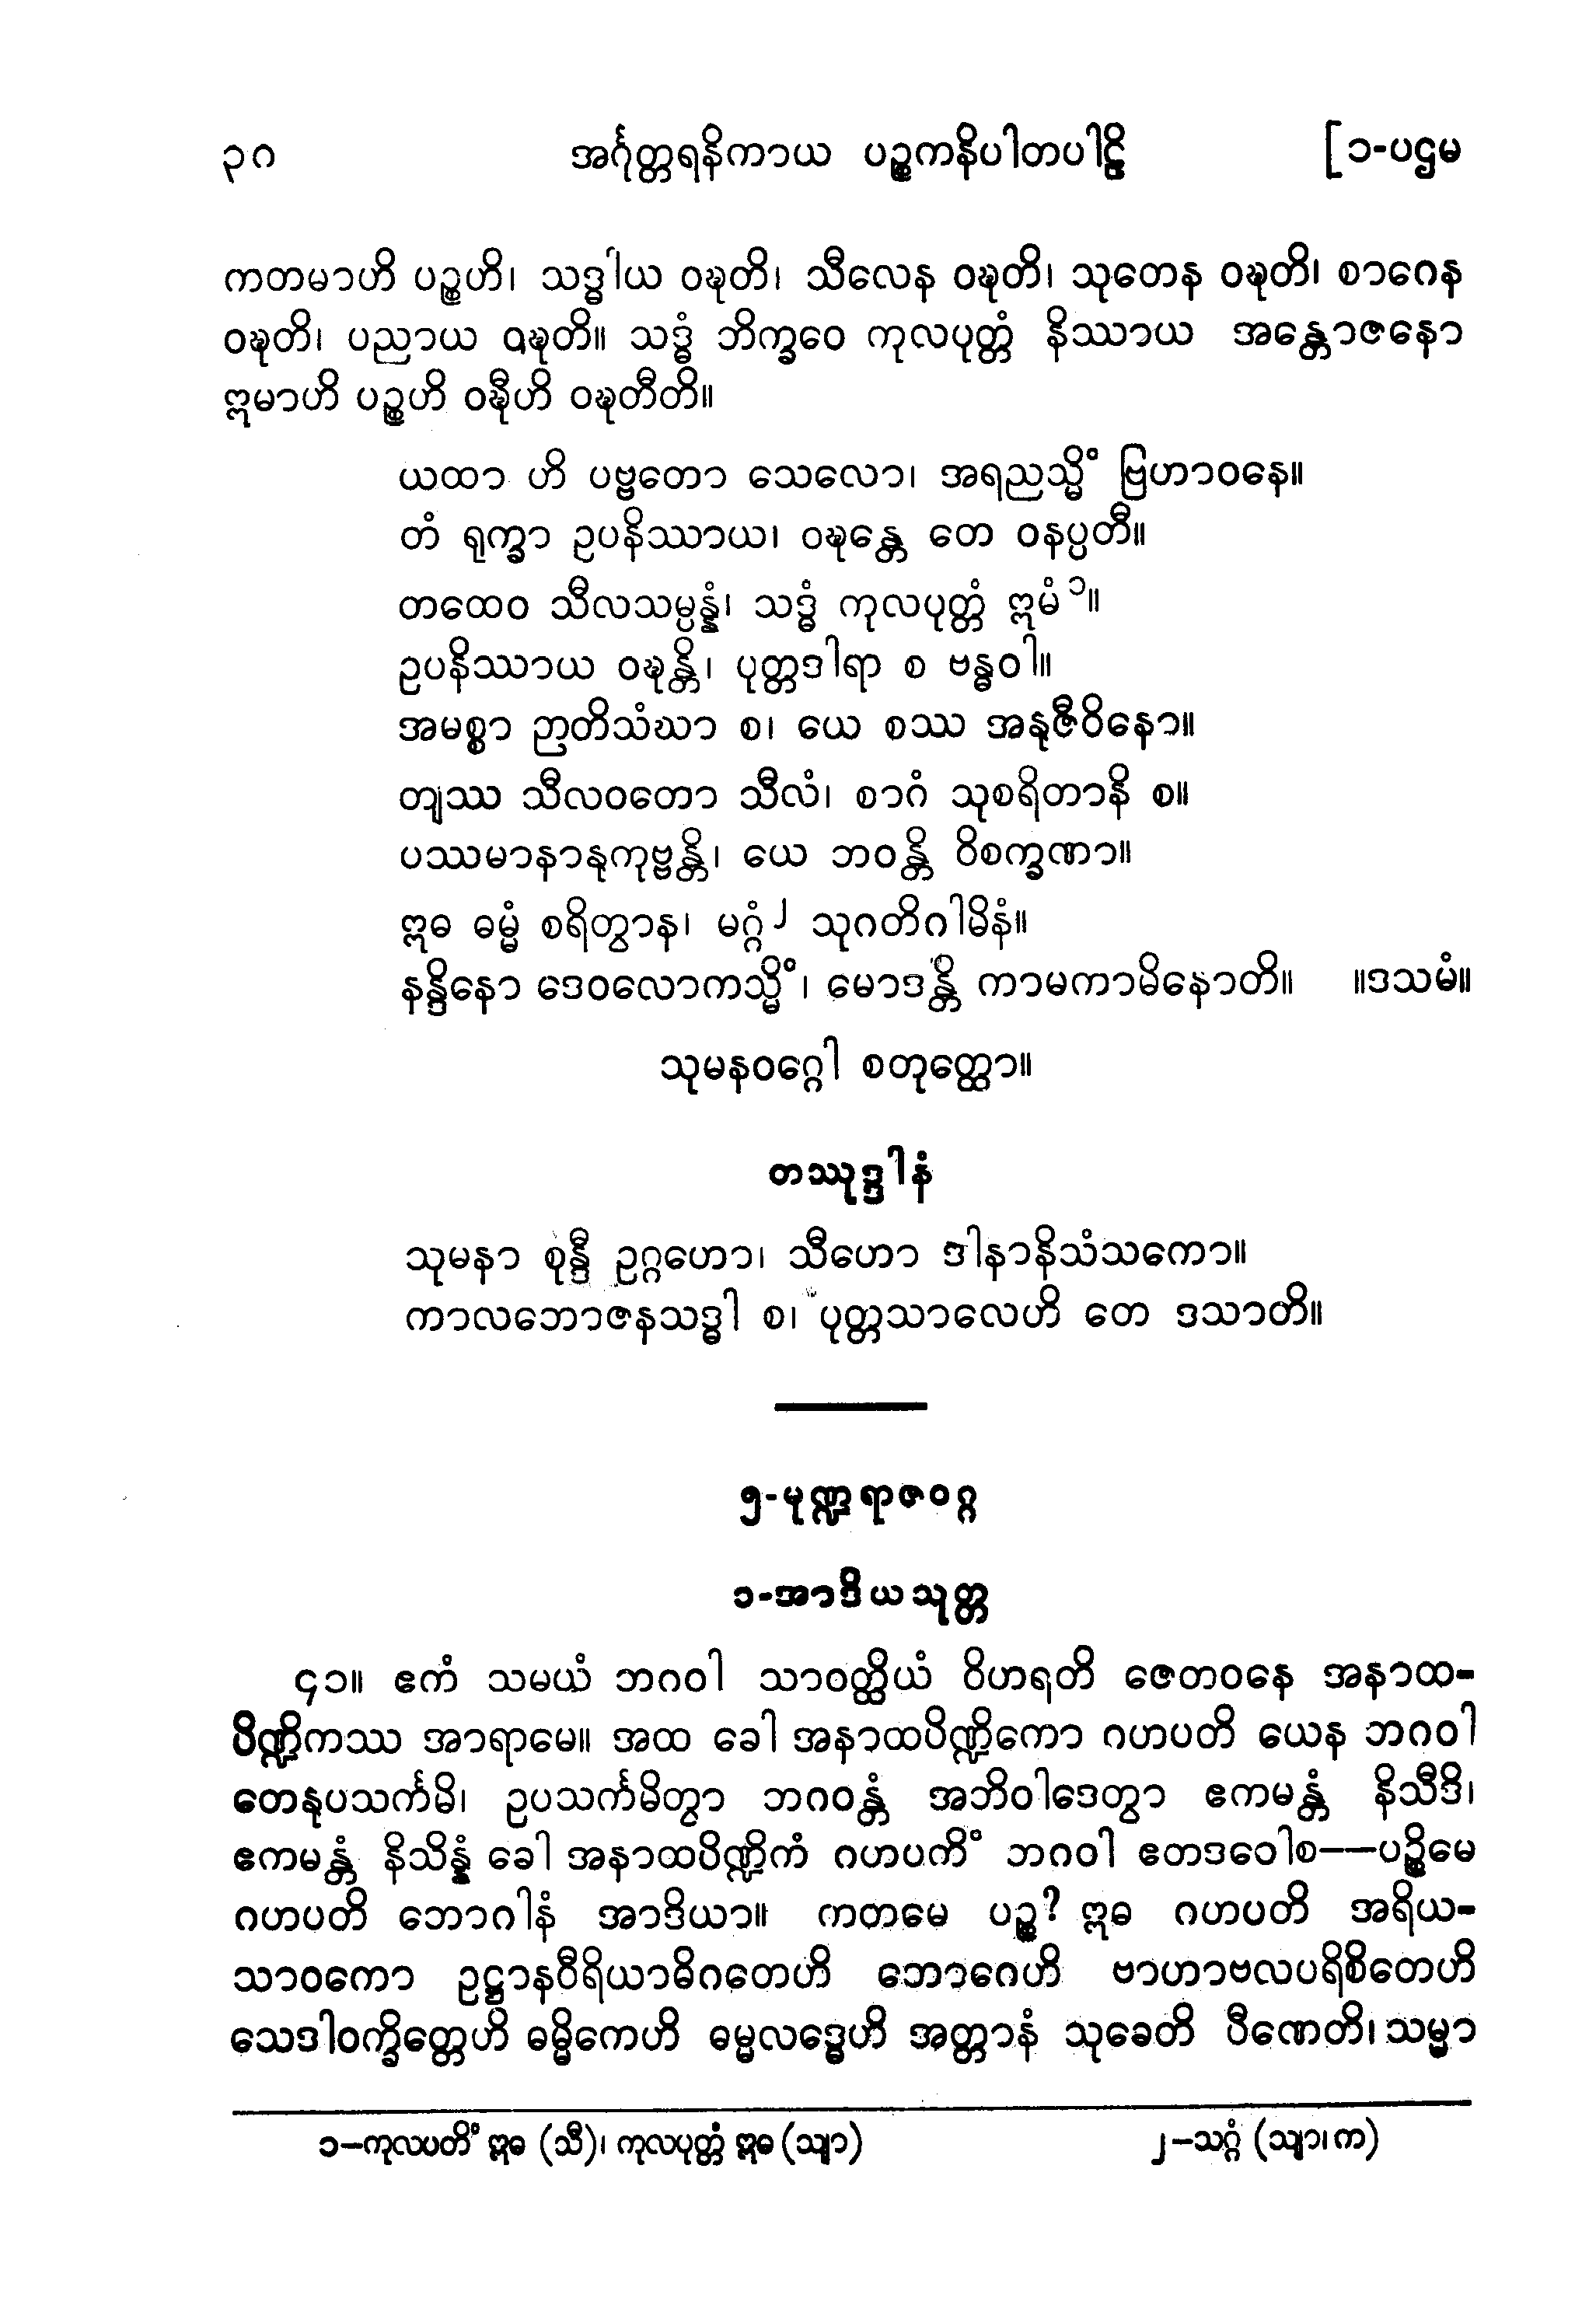 ၃၈ အင်္ဂုတ္တရနိကာယ ပဉ္စကနိပါတပါဠိ [၁-ပဌမ
ကတမာဟိ ပဉ္စဟိ၊ သဒ္ဓါယ ဝဍ္ဎတိ၊ သီလေန ဝဍ္ဎတိ၊ သုတေန ဝဍ္ဎတိ၊ စာဂေန
ဝဍ္ဎတိ၊ ပညာယ ဝဍ္ဎတိ။ သဒ္ဓံ ဘိက္ခဝေ ကုလပုတ္တံ နိဿာယ အန္တောဇနော
ဣမာဟိ ပဉ္စဟိ ဝဍ္ဎီဟိ ဝဍ္ဎတီတိ။
ယထာ ဟိ ပဗ္ဗတော သေလော၊ အရညသ္မိံ ဗြဟာဝနေ။
တံ ရုက္ခာ ဥပနိဿာယ၊ ဝဍ္ဎန္တေ တေ ဝနပ္ပတီ။
တထေဝ သီလသမ္ပန္နံ၊ သဒ္ဓံ ကုလပုတ္တံ ဣမံ ၁။
ဥပနိဿာယ ဝဍ္ဎန္တိ၊ ပုတ္တဒါရာ စ ဗန္ဓဝါ။
အမစ္စာ ဉာတိသံဃာ စ၊ ယေ စဿ အနုဇီဝိနော။
တျဿ သီလဝတော သီလံ၊ စာဂံ သုစရိတာနိ စ။
ပဿမာနာနုကုဗ္ဗန္တိ၊ ယေ ဘဝန္တိ ဝိစက္ခဏာ။
ဣဓ ဓမ္မံ စရိတွာန၊ မဂ္ဂံ ၂ သုဂတိဂါမိနံ။
နန္ဒိနော ဒေဝလောကသ္မိံ၊ မောဒန္တိ ကာမကာမိနောတိ။ ။ဒသမံ။
သုမနဝဂ္ဂေါ စတုတ္ထော။
တဿုဒ္ဒါနံ
သုမနာ စုန္ဒီ ဥဂ္ဂဟော၊ သီဟော ဒါနာနိသံသကော။
ကာလဘောဇနသဒ္ဓါ စ၊ ပုတ္တသာလေဟိ တေ ဒသာတိ။
၅-မုဏ္ဍရာဇဝဂ္ဂ
၁-အာဒိယသုတ္တ
၄၁။ ဧကံ သမယံ ဘဂဝါ သာဝတ္ထိယံ ဝိဟရတိ ဇေတဝနေ အနာထ-
ပိဏ္ဍိကဿ အာရာမေ။ အထ ခေါ အနာထပိဏ္ဍိကော ဂဟပတိ ယေန ဘဂဝါ
တေနုပသင်္ကမိ၊ ဥပသင်္ကမိတွာ ဘဂဝန္တံ အဘိဝါဒေတွာ ဧကမန္တံ နိသီဒိ၊
ဧကမန္တံ နိသိန္နံ ခေါ အနာထပိဏ္ဍိကံ ဂဟပကိံ ဘဂဝါ ဧတဒဝေါစ––ပဉ္စိမေ
ဂဟပတိ ဘောဂါနံ အာဒိယာ။ ကတမေ ပဉ္စ? ဣဓ ဂဟပတိ အရိယ-
သာဝကော ဥဋ္ဌာနဝီရိယာဓိဂတေဟိ ဘောဂေဟိ ဗာဟာဗလပရိစိတေဟိ
သေဒါဝက္ခိတ္တေဟိ ဓမ္မိကေဟိ ဓမ္မလဒ္ဓေဟိ အတ္တာနံ သုခေတိ ပီဏေတိ၊ သမ္မာ
၁–ကုလပတိံ ဣဓ (သီ)၊ ကုလပုတ္တံ ဣဓ (သျာ) ၂–သဂ္ဂံ (သျာ၊ က)